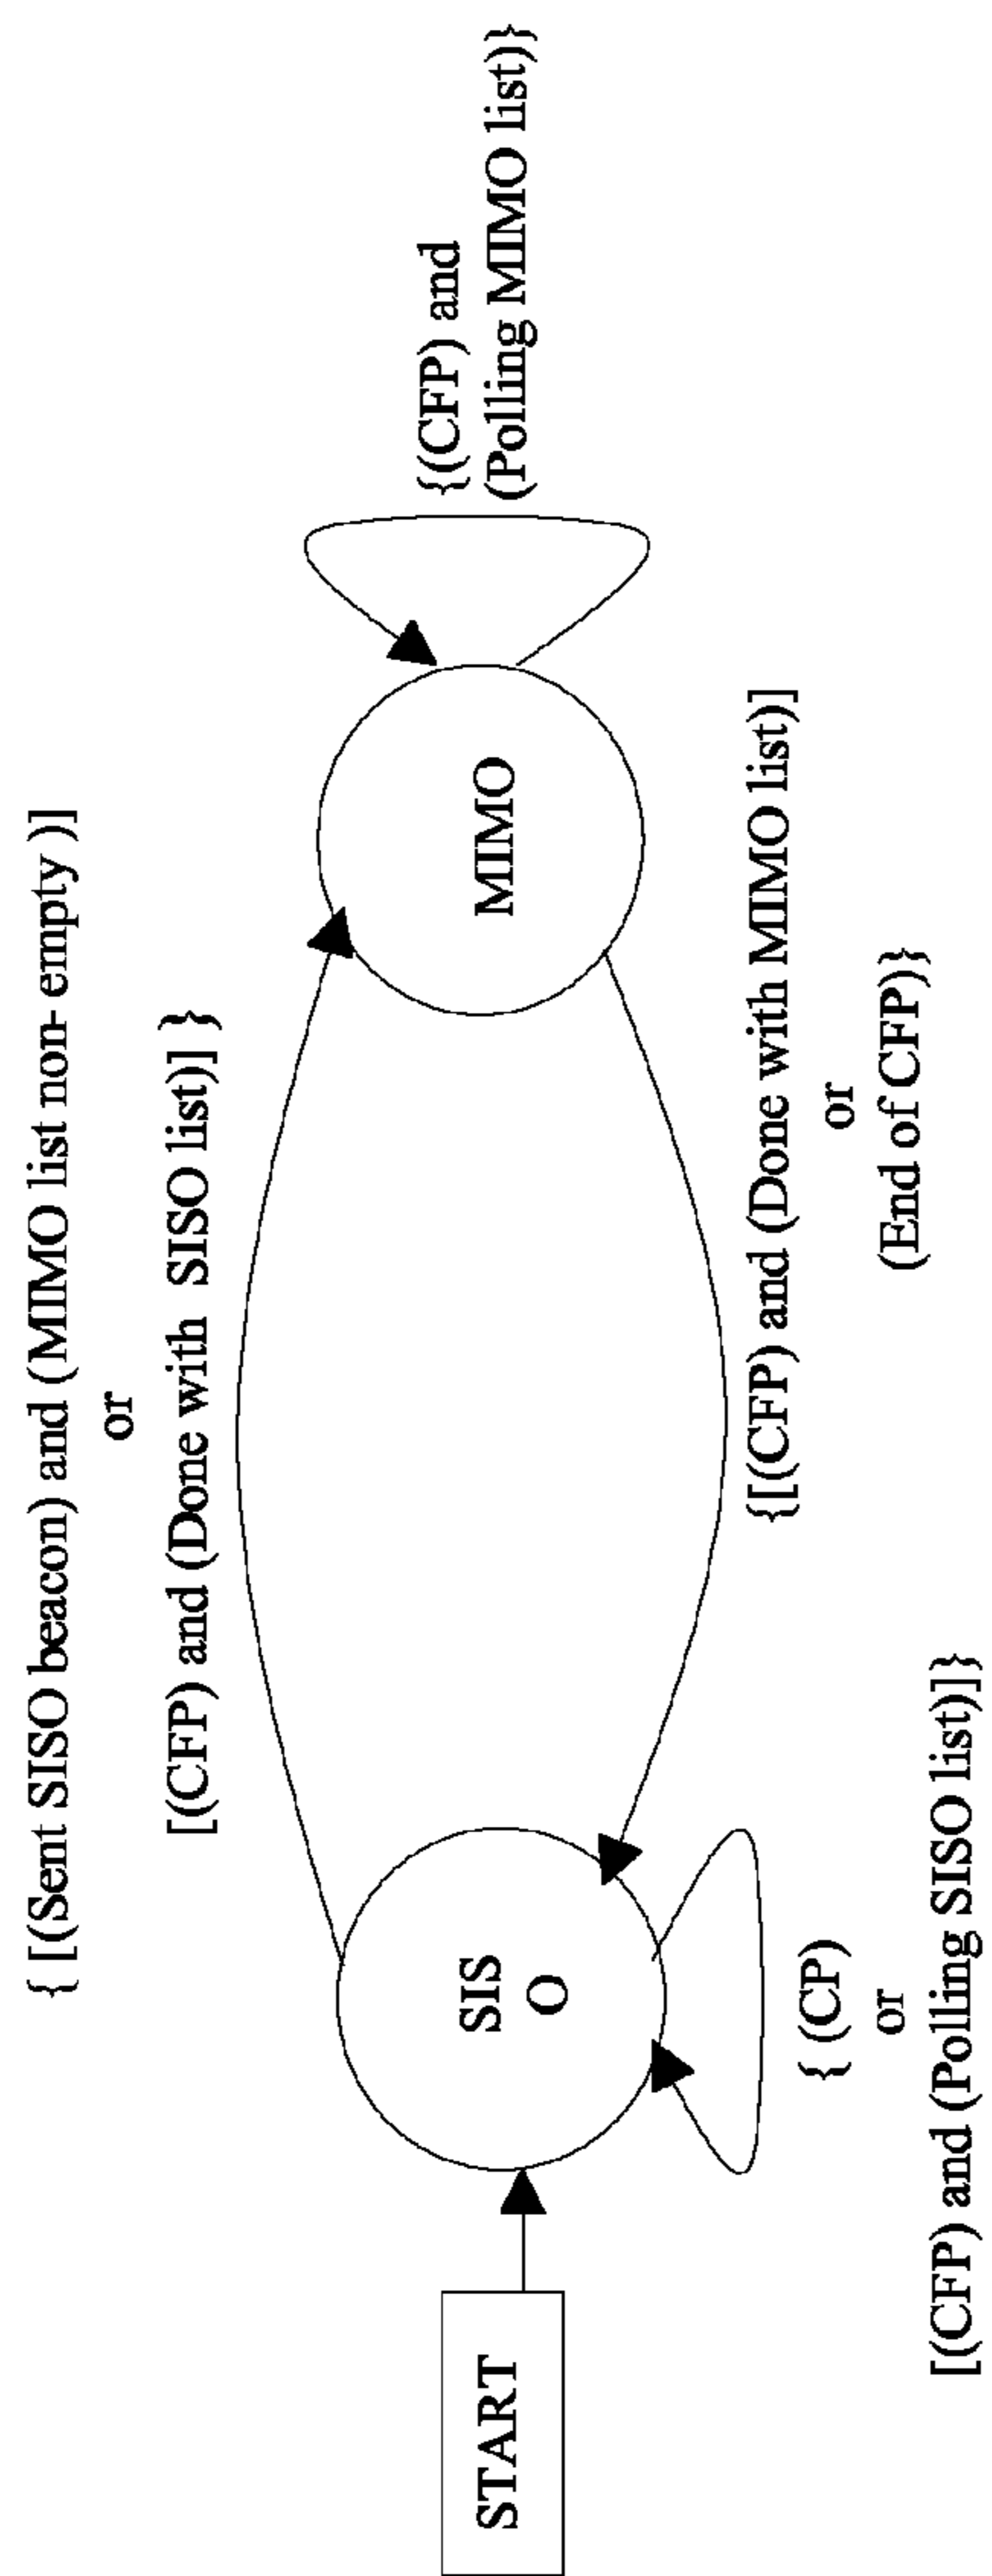 { [(Sent SISO beacon) and (MIMO list non- empty )]
or
[(CFP) and (Done with SISO list)] }
START
SIS
O
MIMO
{(CFP) and
(Polling MIMO list)}
{[(CFP) and (Done with MIMO list)]
or
(End of CFP)}
{ (CP)
or
[(CFP) and (Polling SISO list)]}